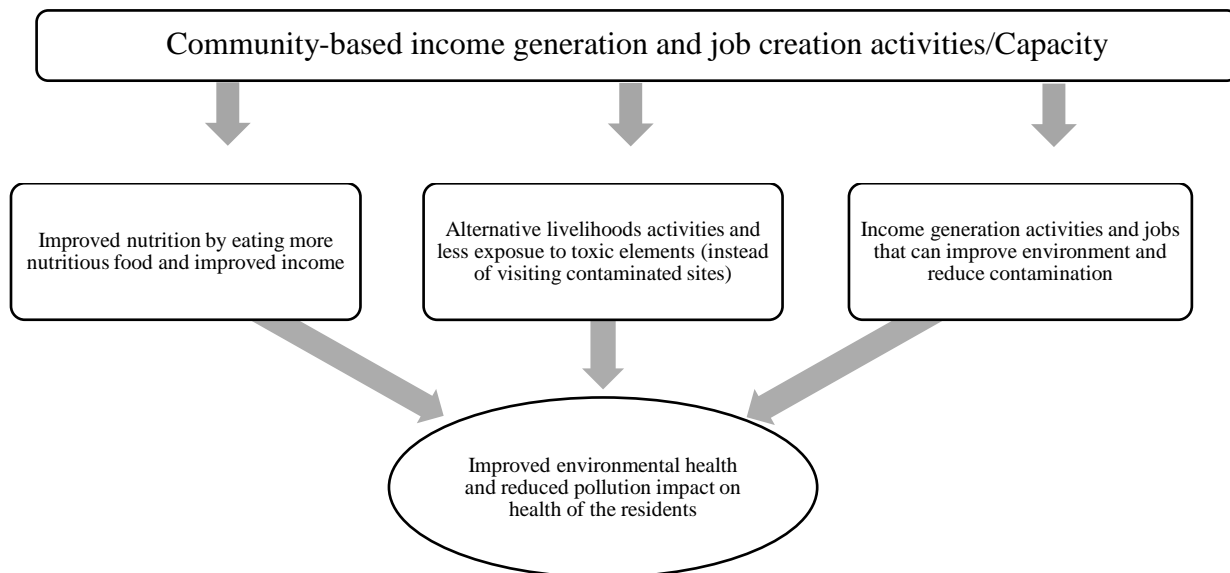 Community-based income generation and job creation activities/Capacity
Improved nutrition by eating more
nutritious food and improved income
Alternative livelihoods activities and
less exposure to toxic elements (instead
of visiting contaminated sites)
Income generation activities and jobs
that can improve environment and
reduce contamination
Improved environmental health
and reduced pollution impact on
health of the residents